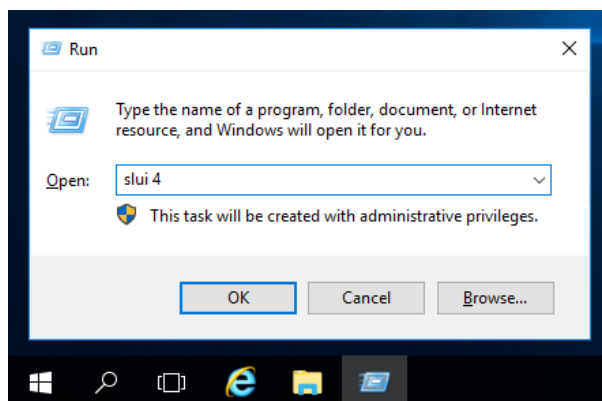 Run
Type the name of a program, folder, document, or Internet
resource, and Windows will open it for you.
Open: slui 4
This task will be created with administrative privileges.
OK Cancel Browse...